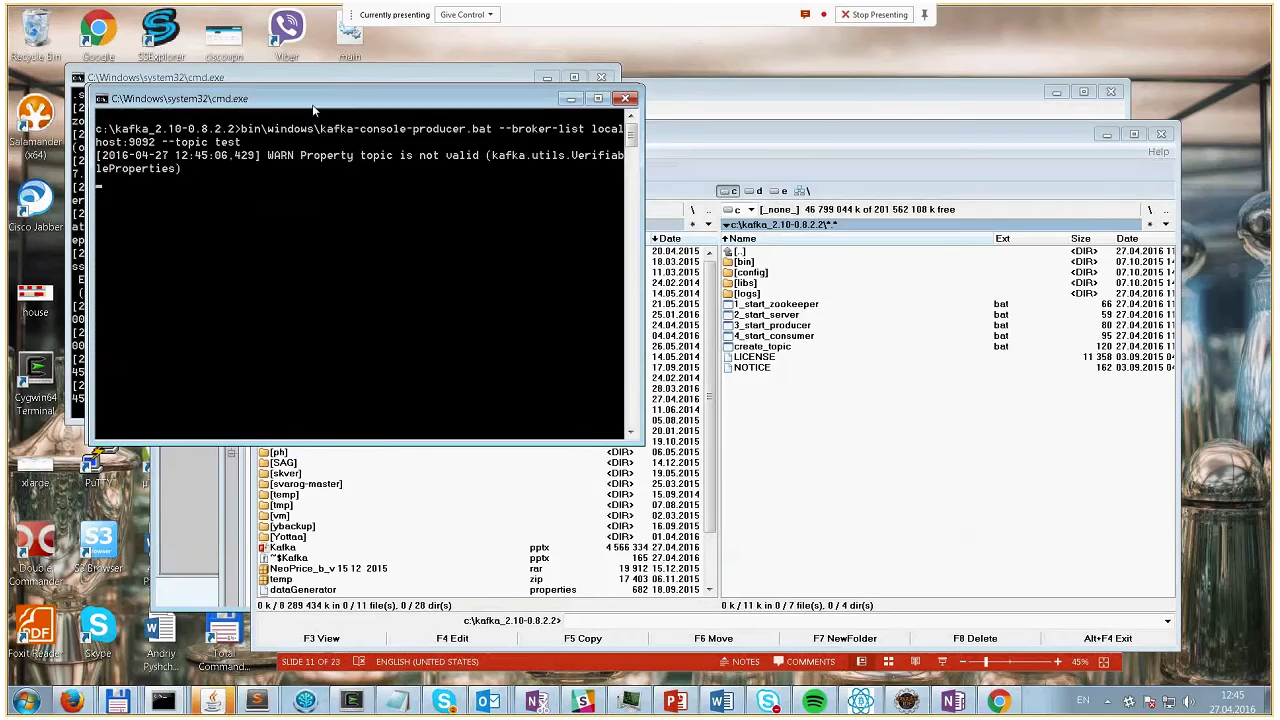 Currently presenting
Give Control
Stop Presenting
Recycle Bin
Google
SSExplorer
ciscovpn
Viber
main
C:\Windows\system32\cmd.exe
C:\Windows\system32\cmd.exe
c:\kafka_2.10-0.8.2.2>bin\windows\kafka-console-producer.bat --broker-list local
host:9092 --topic test
[2016-04-27 12:45:06.429] WARN Property topic is not valid (kafka.utils.Verifiab
leProperties)
Salamander
(x64)
Cisco Jabber
house
Cygwin64
Terminal
xlarge
PuTTY
Double
Commander
S3 Browser
Foxit Reader
Skype
Andriy
Pyshch...
Total
Comman...
Help
c d e \
c [_none_] 46 799 044 k of 201 562 108 k free \ ..
c:\kafka_2.10-0.8.2.2\*.* * 
Name Ext Size Date
[..] <DIR> 27.04.2016 1
[bin] <DIR> 07.10.2015 14
[config] <DIR> 07.10.2015 14
[libs] <DIR> 07.10.2015 14
[logs] <DIR> 27.04.2016 1
1_start_zookeeper bat 66 27.04.2016 1
2_start_server bat 59 27.04.2016 1
3_start_producer bat 80 27.04.2016 1
4_start_consumer bat 95 27.04.2016 1
create_topic bat 120 27.04.2016 1
LICENSE 11 358 03.09.2015 04
NOTICE 162 03.09.2015 04
Date
20.04.2015
18.03.2015
11.03.2015
24.02.2014
14.05.2015
21.05.2015
25.01.2016
24.04.2015
04.04.2016
26.05.2014
14.05.2014
17.09.2015
24.02.2014
28.03.2016
27.04.2016
11.06.2014
05.08.2015
20.01.2015
19.10.2015
[ph] <DIR> 06.05.2015
[SAG] <DIR> 14.12.2015
[skver] <DIR> 19.05.2015
[svarog-master] <DIR> 25.03.2015
[temp] <DIR> 15.09.2014
[tmp] <DIR> 07.08.2015
[vm] <DIR> 02.03.2015
[ybackup] <DIR> 16.09.2015
[Yottaa] <DIR> 01.04.2016
Kafka pptx 4 566 334 27.04.2016
~$Kafka pptx 165 27.04.2016
NeoPrice_b_v 15 12 2015 rar 19 912 15.12.2015
temp zip 17 403 06.11.2015
dataGenerator properties 682 18.09.2015
0 k / 8 289 434 k in 0 / 11 file(s), 0 / 28 dir(s)
0 k / 11 k in 0 / 7 file(s), 0 / 4 dir(s)
c:\kafka_2.10-0.8.2.2>
F3 View F4 Edit F5 Copy F6 Move F7 NewFolder F8 Delete Alt+F4 Exit
SLIDE 11 OF 23 ENGLISH (UNITED STATES) NOTES COMMENTS 45%
EN
12:45
27.04.2016